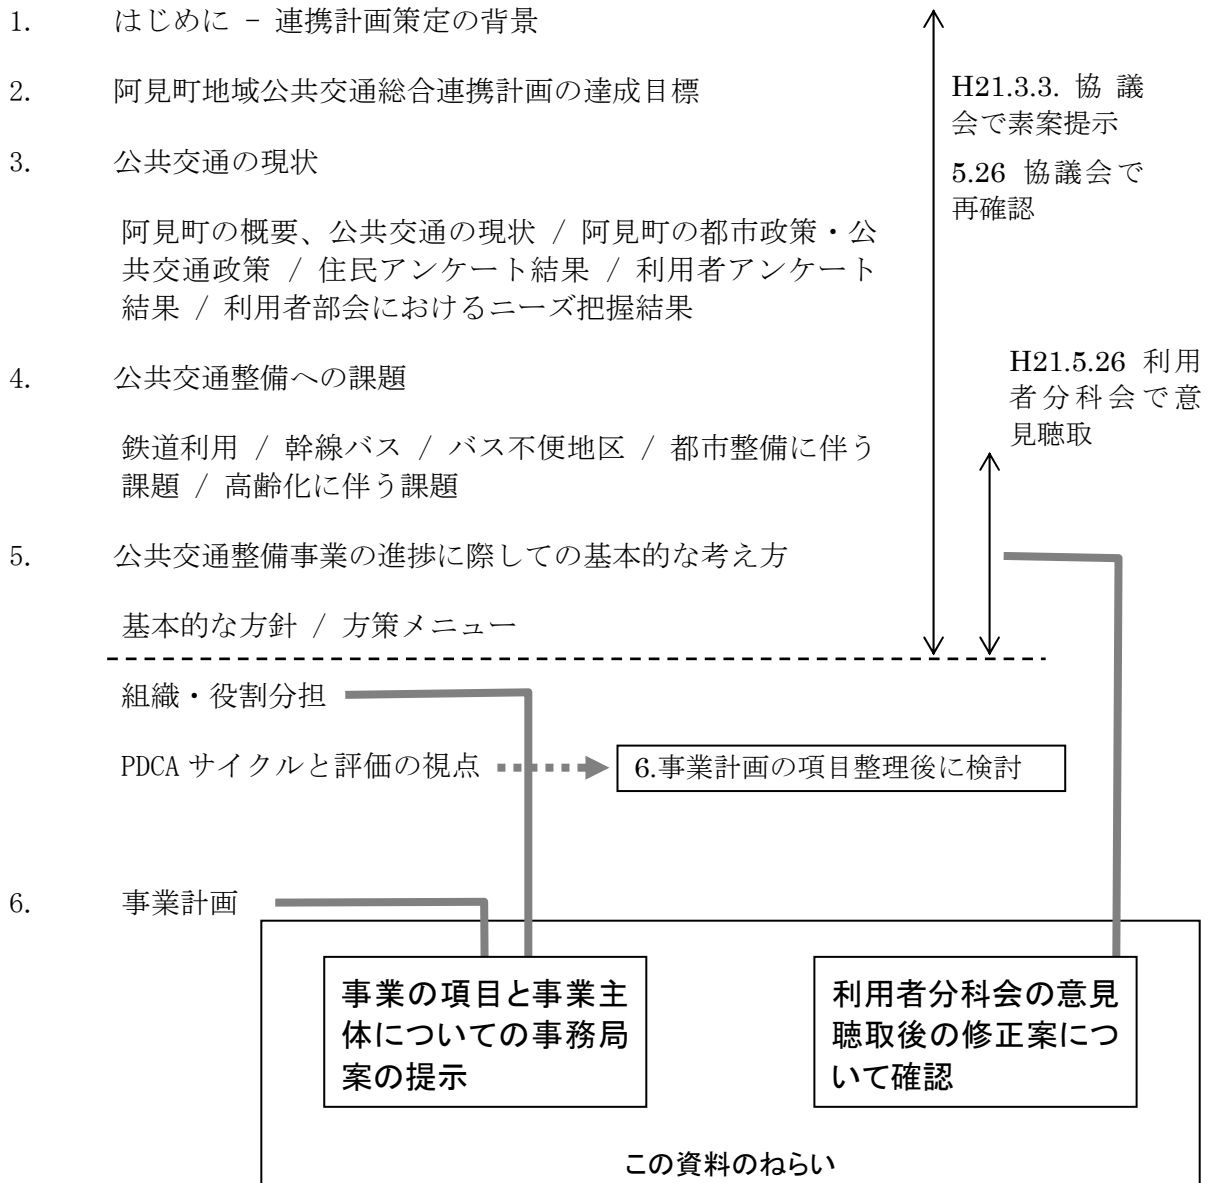 1. はじめに - 連携計画策定の背景
2. 阿見町地域公共交通総合連携計画の達成目標
3. 公共交通の現状
阿見町の概要、公共交通の現状 / 阿見町の都市政策・公
共交通政策 / 住民アンケート結果 / 利用者アンケート
結果 / 利用者部会におけるニーズ把握結果
4. 公共交通整備への課題
鉄道利用 / 幹線バス / バス不便地区 / 都市整備に伴う
課題 / 高齢化に伴う課題
5. 公共交通整備事業の進捗に際しての基本的な考え方
基本的な方針 / 方策メニュー
H21.3.3. 協議
会で素案提示
5.26 協議会で
再確認
H21.5.26 利用
者分科会で意
見聴取
組織・役割分担
PDCA サイクルと評価の視点
6.事業計画の項目整理後に検討
6. 事業計画
事業の項目と事業主
体についての事務局
案の提示
利用者分科会の意見
聴取後の修正案につ
いて確認
この資料のねらい